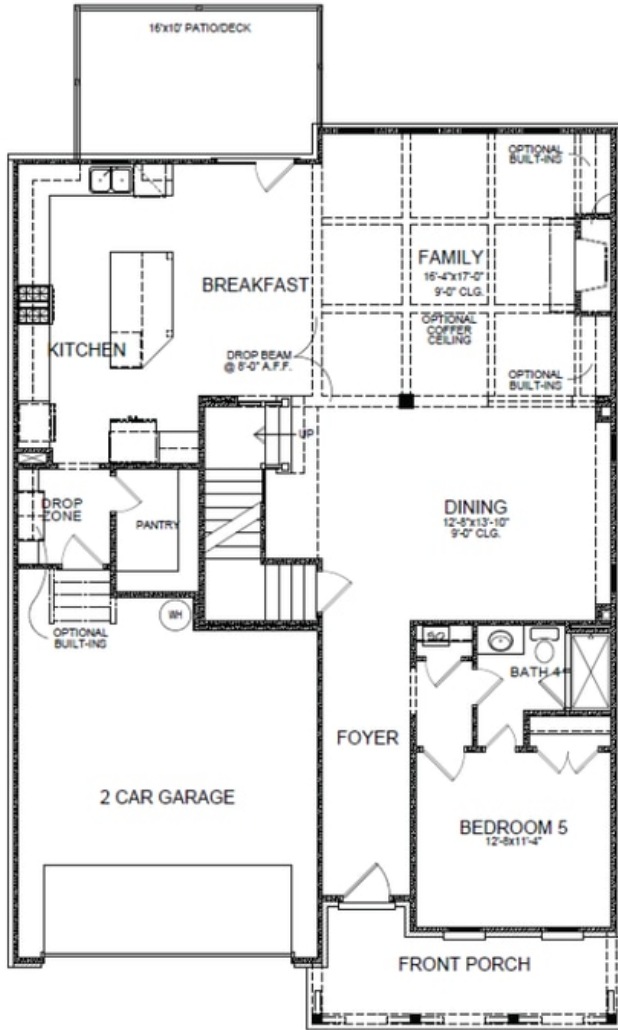 16'x10' PATIO/DECK
OPTIONAL
BUILT-INS
FAMILY
16'-4"x17'-0"
9'-0" CLG.
BREAKFAST
OPTIONAL
COFFER
CEILING
KITCHEN
DROP BEAM
@ 8'-0" A.F.F.
OPTIONAL
BUILT-INS
UP
DROP
ZONE
PANTRY
DINING
12'-8"x13'-10"
9'-0" CLG.
WH
OPTIONAL
BUILT-INS
BATH 4
FOYER
2 CAR GARAGE
BEDROOM 5
12'-8x11'-4"
FRONT PORCH